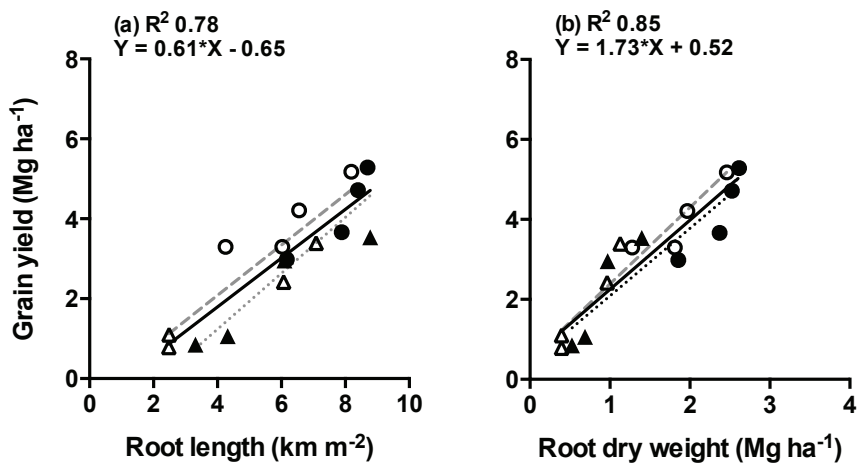 (a) R² 0.78
Y = 0.61*X - 0.65
8
6
4
2
0
0 2 4 6 8 10
Grain yield (Mg ha⁻¹)
Root length (km m⁻²)
(b) R² 0.85
Y = 1.73*X + 0.52
8
6
4
2
0
0 1 2 3 4
Root dry weight (Mg ha⁻¹)